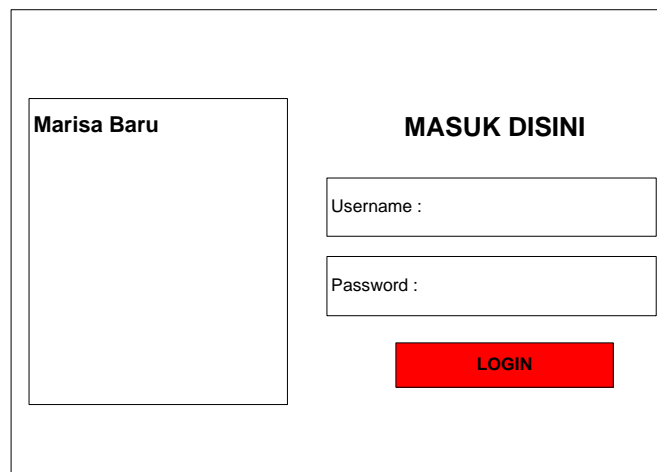 Marisa Baru
MASUK DISINI
Username :
Password :
LOGIN